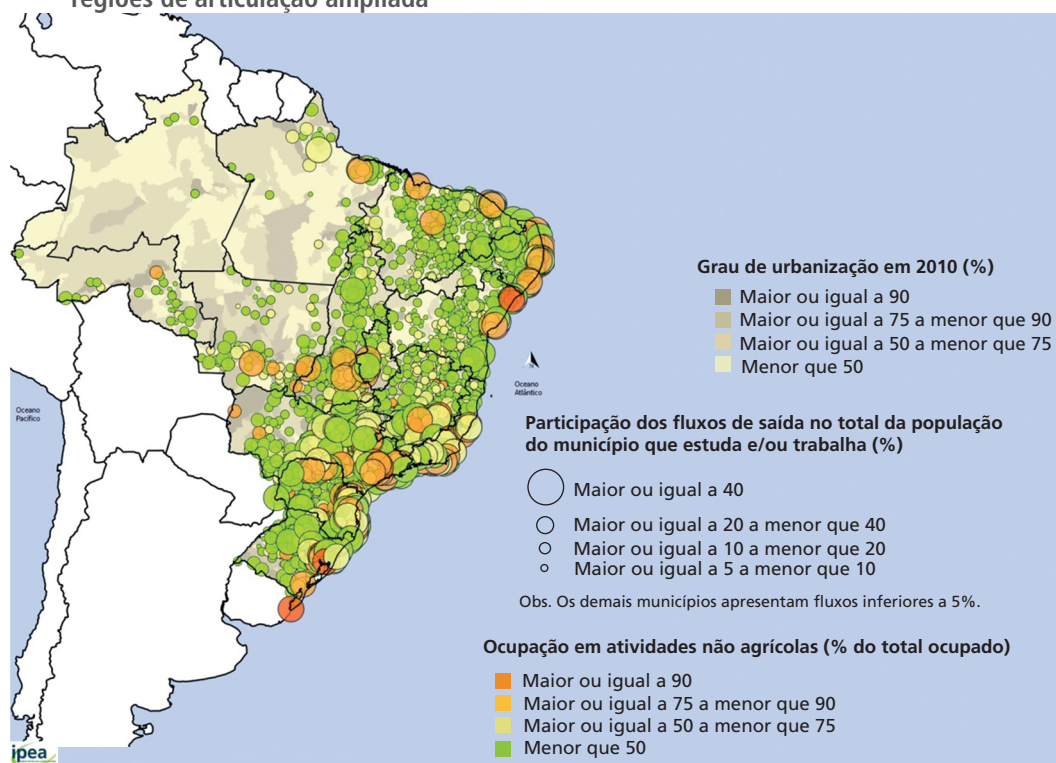 regiões de articulação ampliada
Grau de urbanização em 2010 (%)
Maior ou igual a 90
Maior ou igual a 75 a menor que 90
Maior ou igual a 50 a menor que 75
Menor que 50
Oceano
Atlântico
Oceano
Pacífico
Participação dos fluxos de saída no total da população
do município que estuda e/ou trabalha (%)
Maior ou igual a 40
Maior ou igual a 20 a menor que 40
Maior ou igual a 10 a menor que 20
Maior ou igual a 5 a menor que 10
Obs. Os demais municípios apresentam fluxos inferiores a 5%.
Ocupação em atividades não agrícolas (% do total ocupado)
Maior ou igual a 90
Maior ou igual a 75 a menor que 90
Maior ou igual a 50 a menor que 75
Menor que 50
ipea